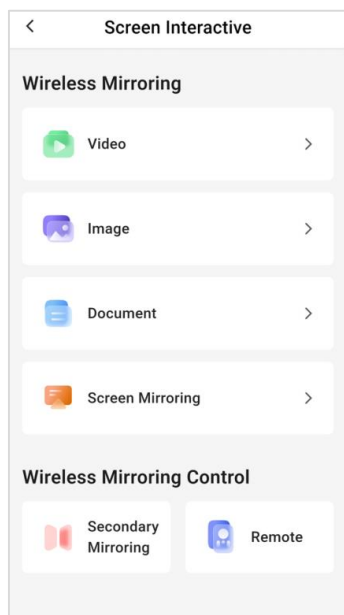 Screen Interactive
Wireless Mirroring
Video
Image
Document
Screen Mirroring
Wireless Mirroring Control
Secondary
Mirroring
Remote